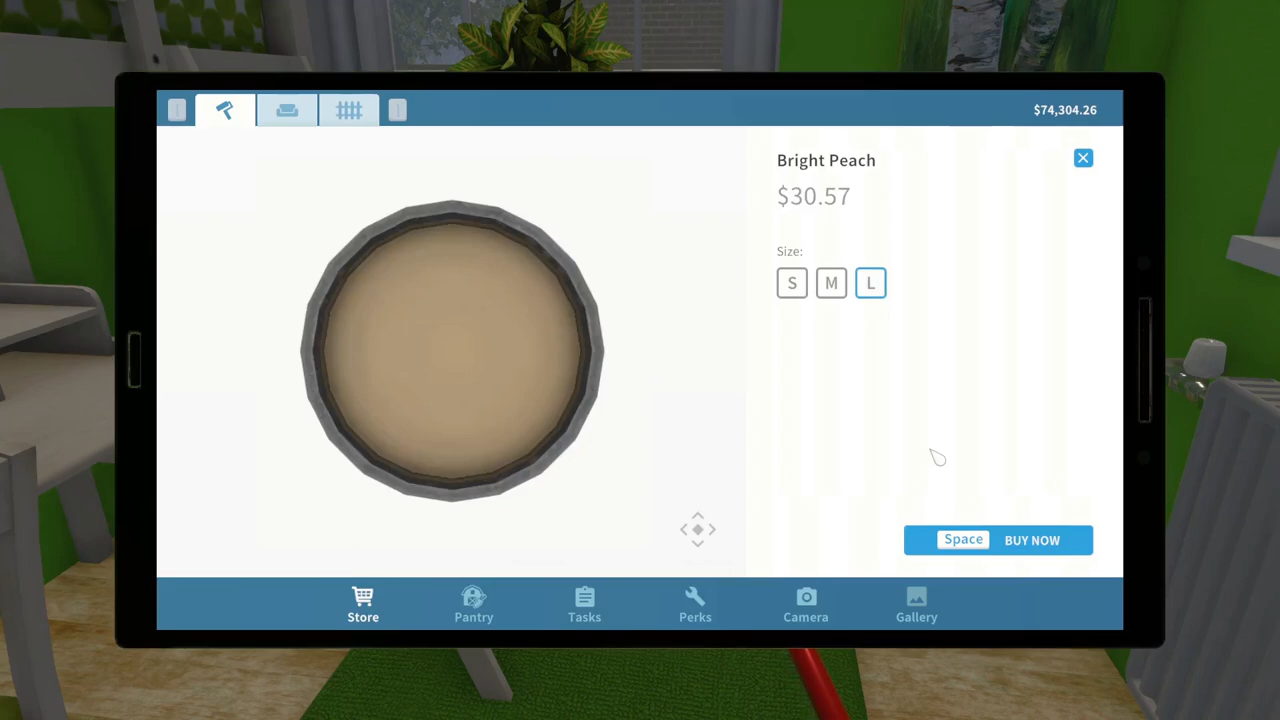 $74,304.26
Bright Peach
$30.57
Size:
S M L
Space BUY NOW
Store Pantry Tasks Perks Camera Gallery